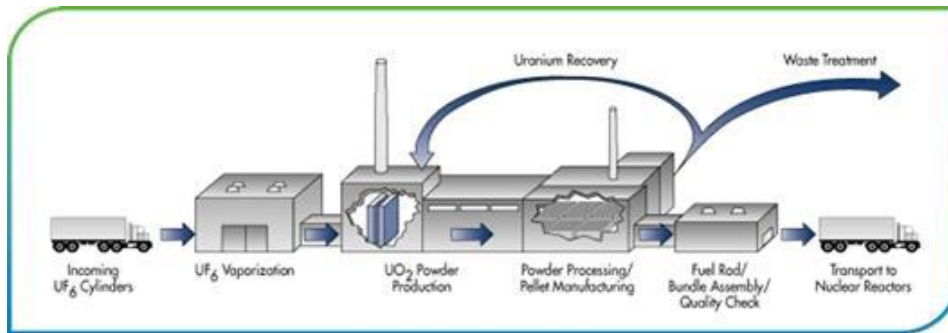 Uranium Recovery
Waste Treatment
Incoming
UF6 Cylinders
UF6 Vaporization
UO2 Powder
Production
Powder Processing/
Pellet Manufacturing
Fuel Rod/
Bundle Assembly/
Quality Check
Transport to
Nuclear Reactors